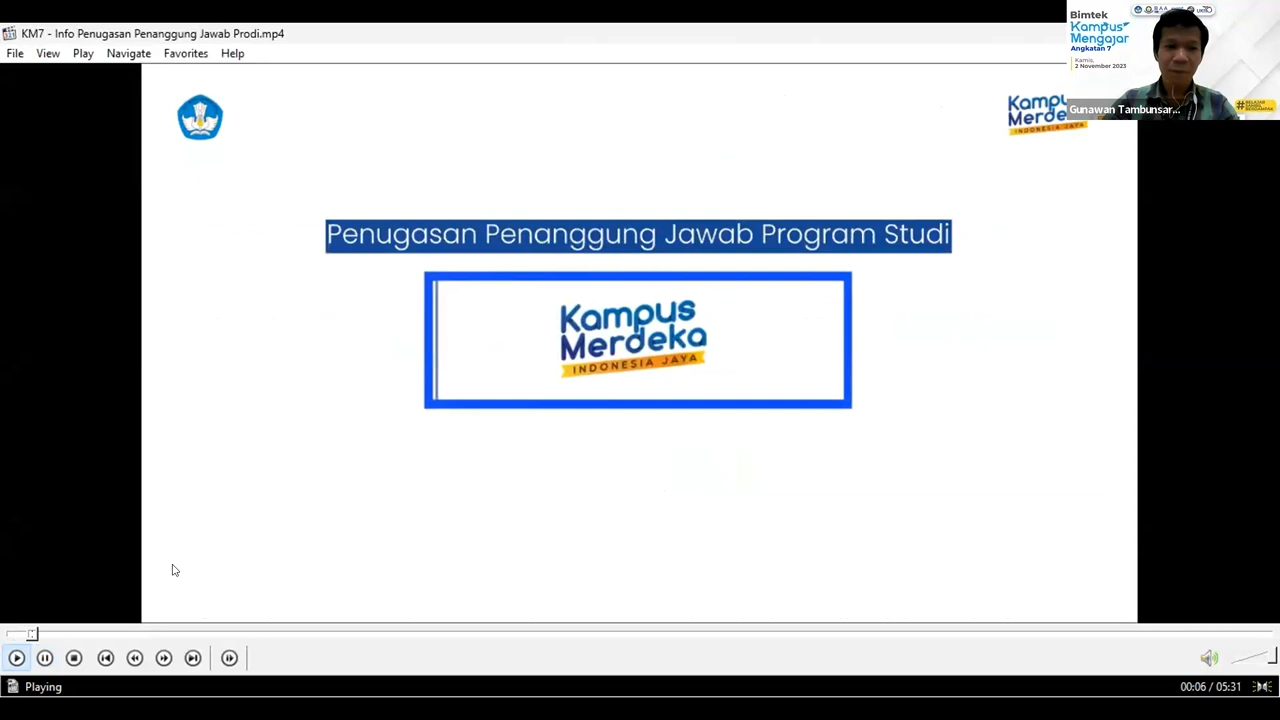 KM7 - Info Penugasan Penanggung Jawab Prodi.mp4
File View Play Navigate Favorites Help
Bimtek
Kampus
Mengajar
Angkatan 7
Kamis,
2 November 2023
Gunawan Tambunsar...
Kampus
Merdeka
INDONESIA JAYA
Penugasan Penanggung Jawab Program Studi
Kampus
Merdeka
INDONESIA JAYA
Playing
00:06 / 05:31